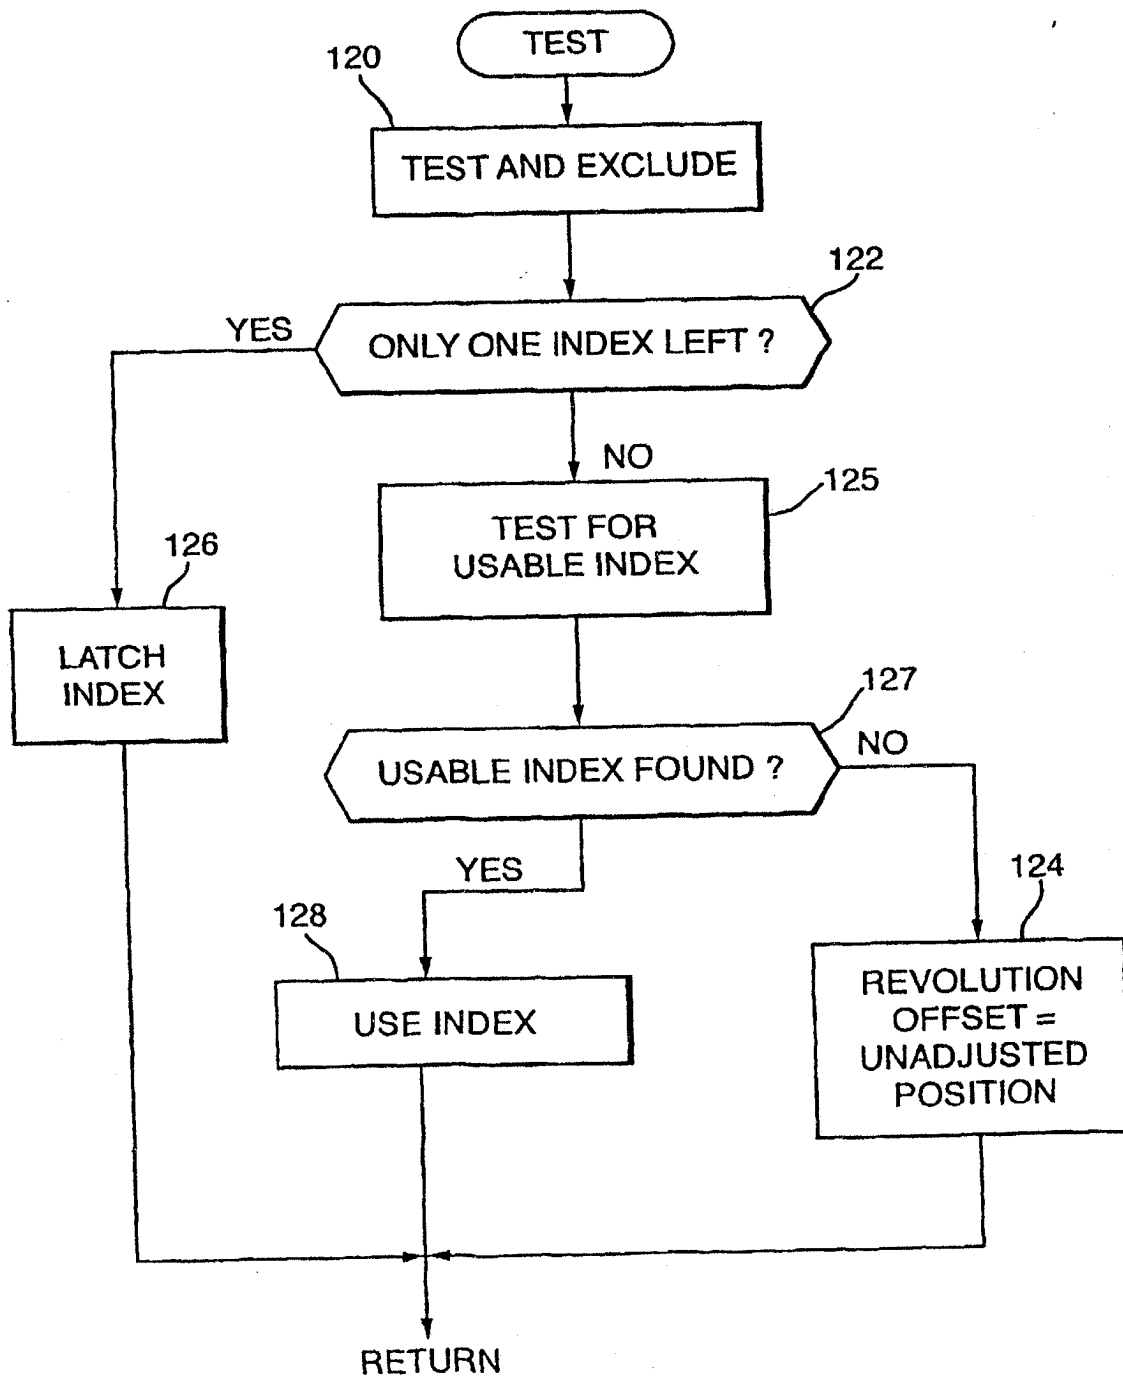 TEST
120
TEST AND EXCLUDE
122
ONLY ONE INDEX LEFT ?
YES
NO
125
TEST FOR
USABLE INDEX
126
LATCH
INDEX
127
USABLE INDEX FOUND ?
NO
YES
124
128
USE INDEX
REVOLUTION
OFFSET =
UNADJUSTED
POSITION
RETURN